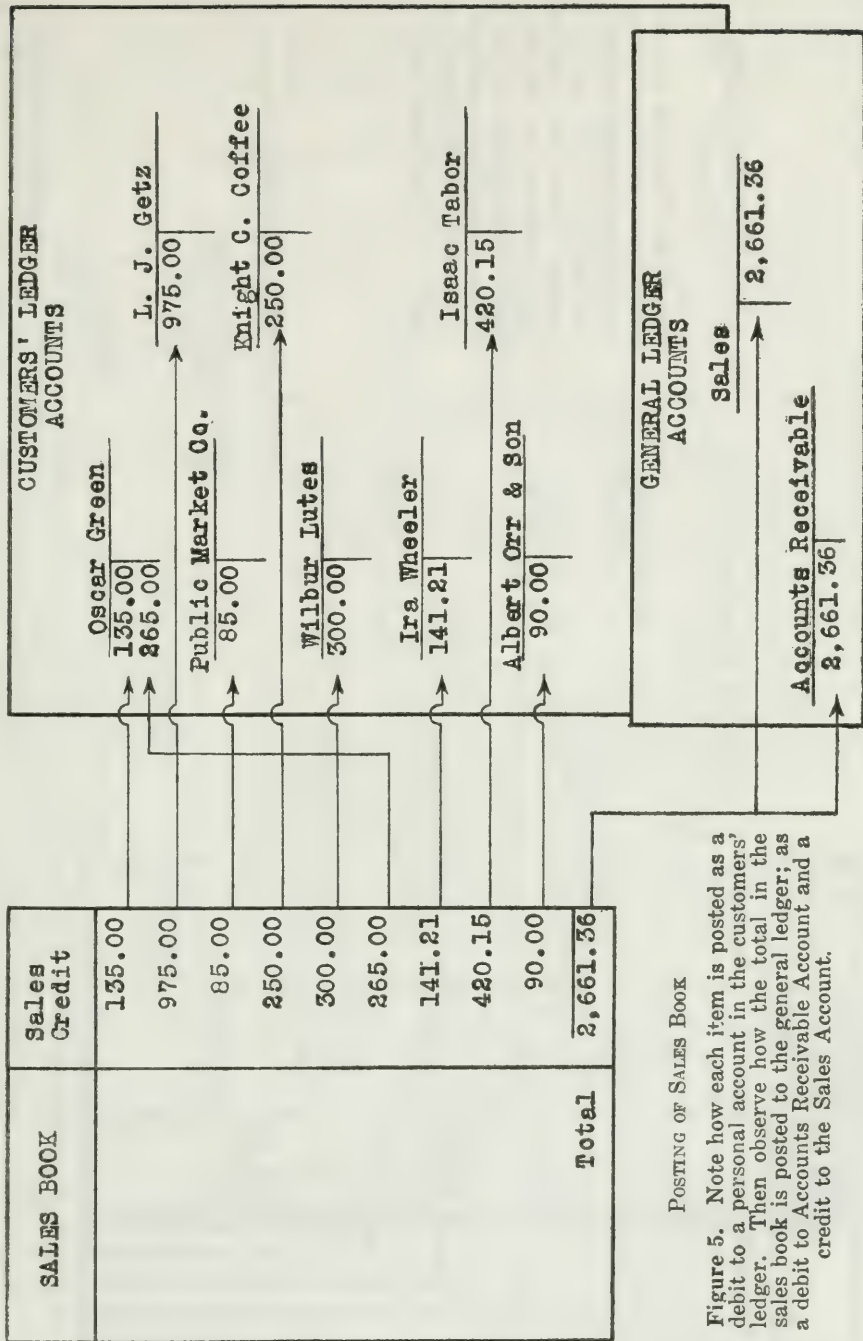 SALES BOOK
Sales
Credit
135.00
975.00
85.00
250.00
300.00
265.00
141.21
420.15
90.00
Total 2,661.36
CUSTOMERS' LEDGER
ACCOUNTS
Oscar Green
135.00
265.00
L. J. Getz
975.00
Public Market Co.
85.00
Knight C. Coffee
250.00
Wilbur Lutes
300.00
Ira Wheeler
141.21
Isaac Tabor
420.15
Albert Orr & Son
90.00
GENERAL LEDGER
ACCOUNTS
Sales
2,661.36
Accounts Receivable
2,661.36
POSTING OF SALES BOOK
Figure 5. Note how each item is posted as a
debit to a personal account in the customers'
ledger. Then observe how the total in the
sales book is posted to the general ledger; as
a debit to Accounts Receivable Account and a
credit to the Sales Account.